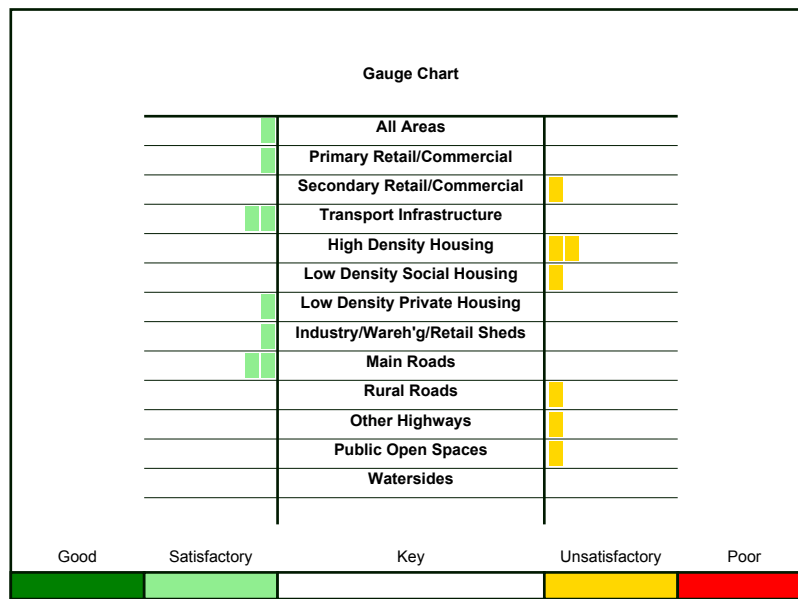 Gauge Chart
All Areas
Primary Retail/Commercial
Secondary Retail/Commercial
Transport Infrastructure
High Density Housing
Low Density Social Housing
Low Density Private Housing
Industry/Wareh'g/Retail Sheds
Main Roads
Rural Roads
Other Highways
Public Open Spaces
Watersides
Good Satisfactory Key Unsatisfactory Poor